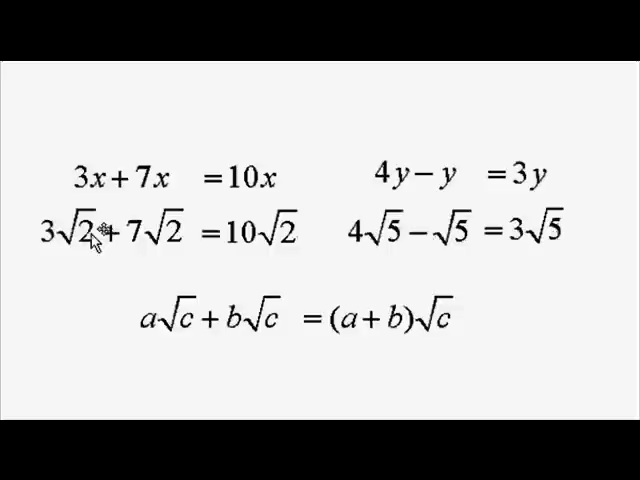 3x + 7x = 10x 4y − y = 3y
3√2 + 7√2 = 10√2 4√5 − √5 = 3√5
a√c + b√c = (a + b)√c